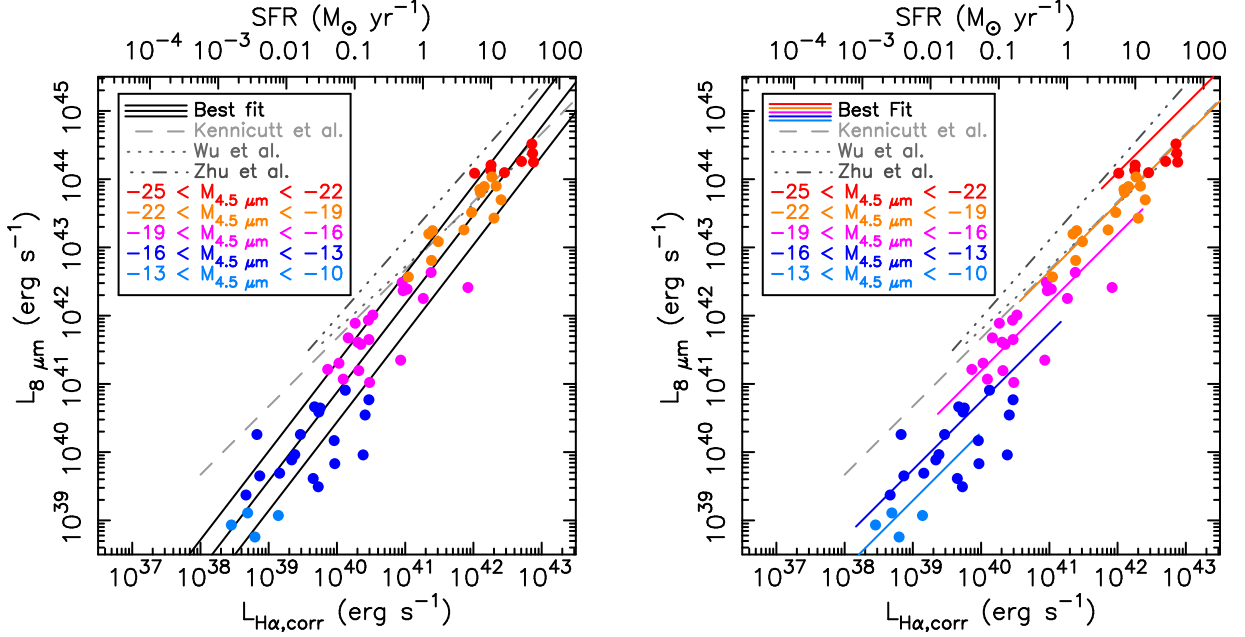 SFR (M⊙ yr⁻¹)
10⁻⁴ 10⁻³ 0.01 0.1 1 10 100
Best fit
Kennicutt et al.
Wu et al.
Zhu et al.
−25 < M4.5 μm < −22
−22 < M4.5 μm < −19
−19 < M4.5 μm < −16
−16 < M4.5 μm < −13
−13 < M4.5 μm < −10
10⁴⁵
10⁴⁴
10⁴³
10⁴²
10⁴¹
10⁴⁰
10³⁹
L8 μm (erg s⁻¹)
10³⁷ 10³⁸ 10³⁹ 10⁴⁰ 10⁴¹ 10⁴² 10⁴³
LHα,corr (erg s⁻¹)
SFR (M⊙ yr⁻¹)
10⁻⁴ 10⁻³ 0.01 0.1 1 10 100
Best Fit
Kennicutt et al.
Wu et al.
Zhu et al.
−25 < M4.5 μm < −22
−22 < M4.5 μm < −19
−19 < M4.5 μm < −16
−16 < M4.5 μm < −13
−13 < M4.5 μm < −10
10⁴⁵
10⁴⁴
10⁴³
10⁴²
10⁴¹
10⁴⁰
10³⁹
L8 μm (erg s⁻¹)
10³⁷ 10³⁸ 10³⁹ 10⁴⁰ 10⁴¹ 10⁴² 10⁴³
LHα,corr (erg s⁻¹)